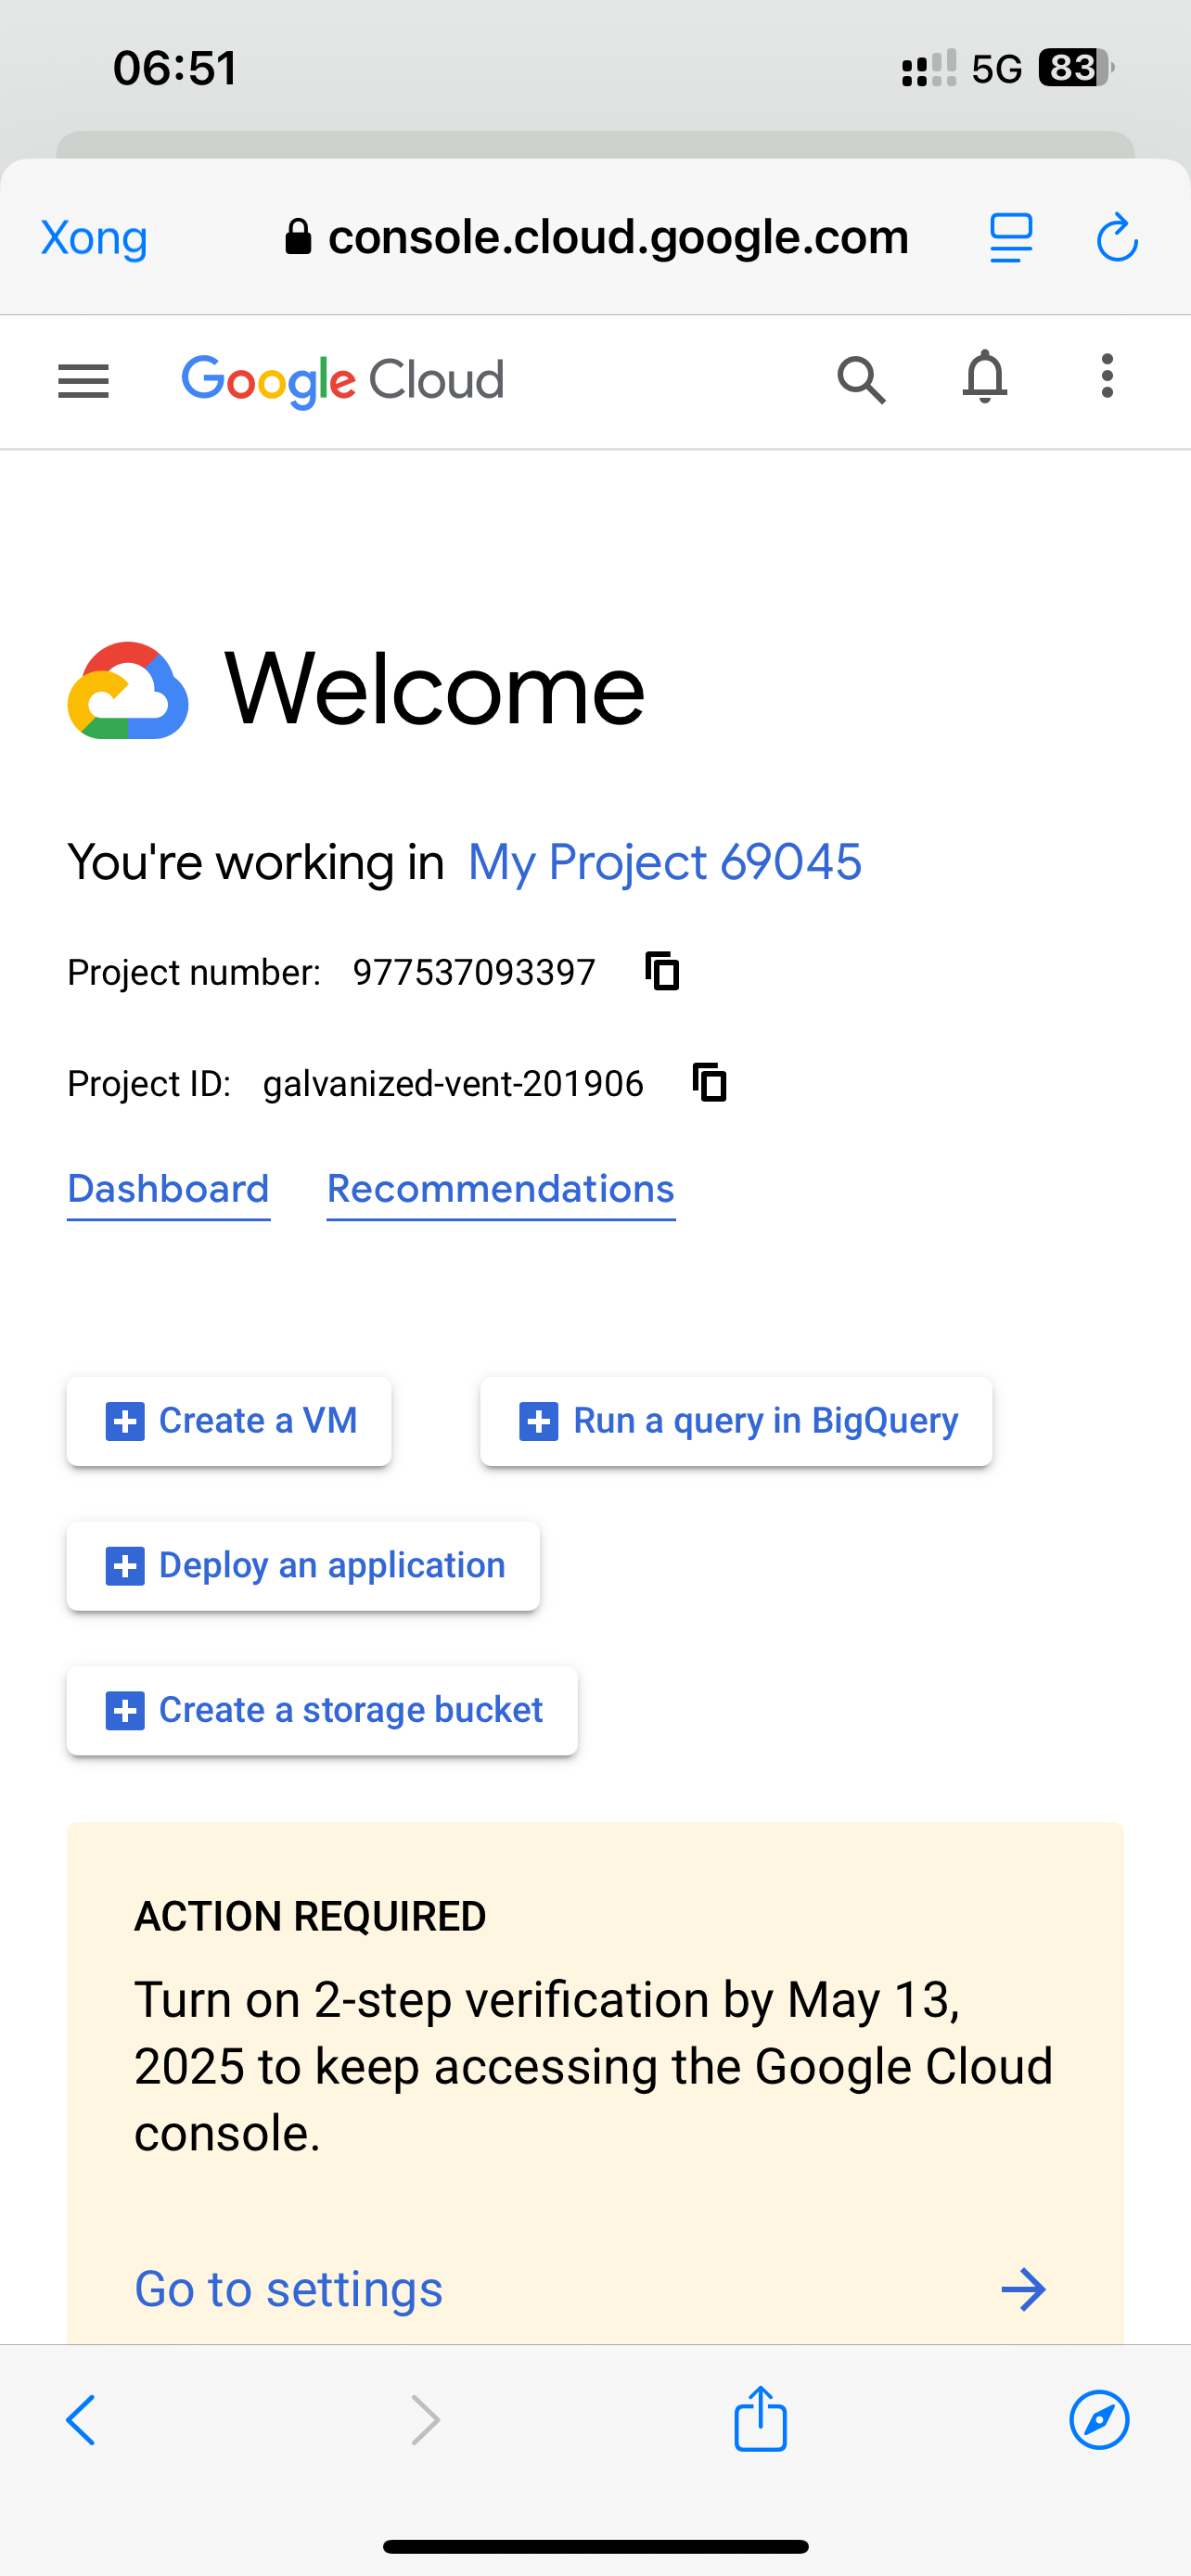 06:51
5G 83
Xong
console.cloud.google.com
Google Cloud
Welcome
You're working in My Project 69045
Project number: 977537093397
Project ID: galvanized-vent-201906
Dashboard Recommendations
Create a VM Run a query in BigQuery
Deploy an application
Create a storage bucket
ACTION REQUIRED
Turn on 2-step verification by May 13,
2025 to keep accessing the Google Cloud
console.
Go to settings